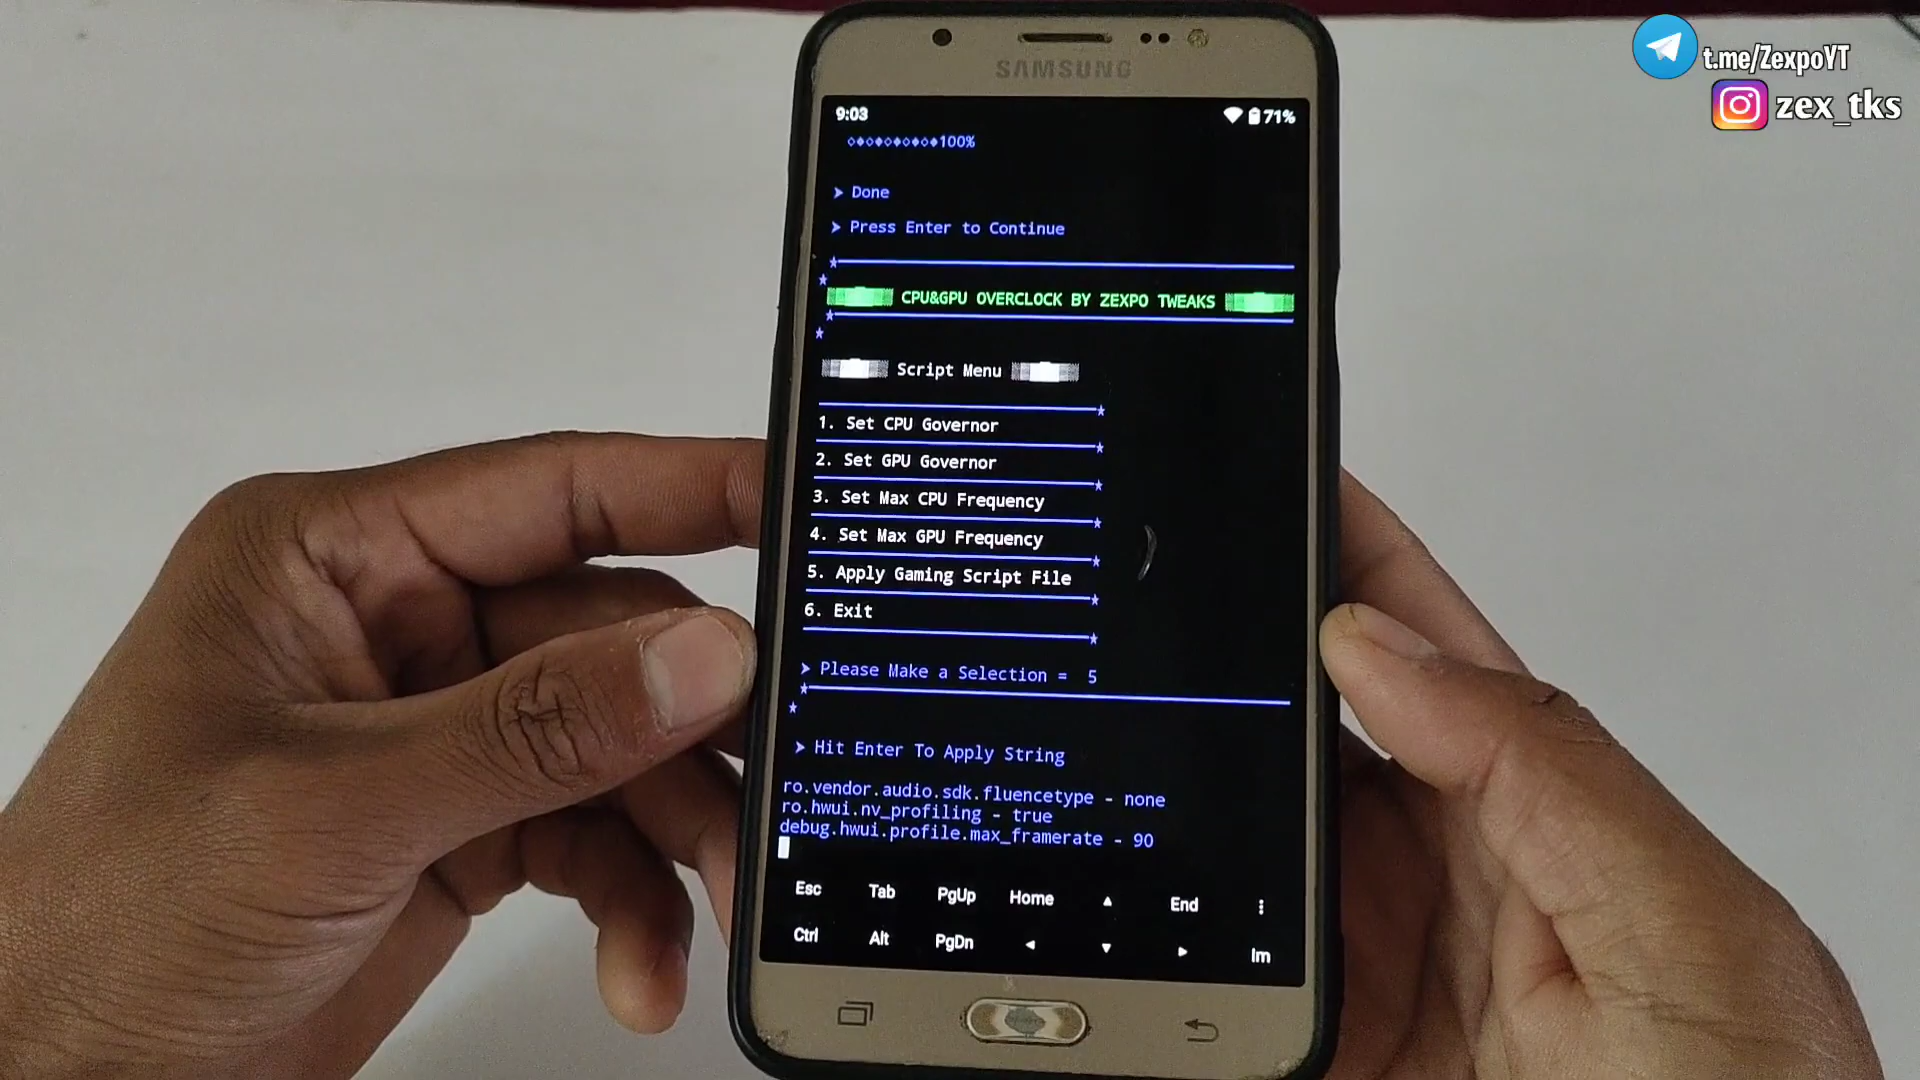 t.me/ZexpoYT
zex_tks
SAMSUNG
9:03
71%
100%
➤ Done
➤ Press Enter to Continue
CPU&GPU OVERCLOCK BY ZEXPO TWEAKS
Script Menu
1. Set CPU Governor
2. Set GPU Governor
3. Set Max CPU Frequency
4. Set Max GPU Frequency
5. Apply Gaming Script File
6. Exit
➤ Please Make a Selection = 5
➤ Hit Enter To Apply String
ro.vendor.audio.sdk.fluencetype - none
ro.hwui.nv_profiling - true
debug.hwui.profile.max_framerate - 90
Esc Tab PgUp Home ▲ End ⋮
Ctrl Alt PgDn ◀ ▼ ▶ Im